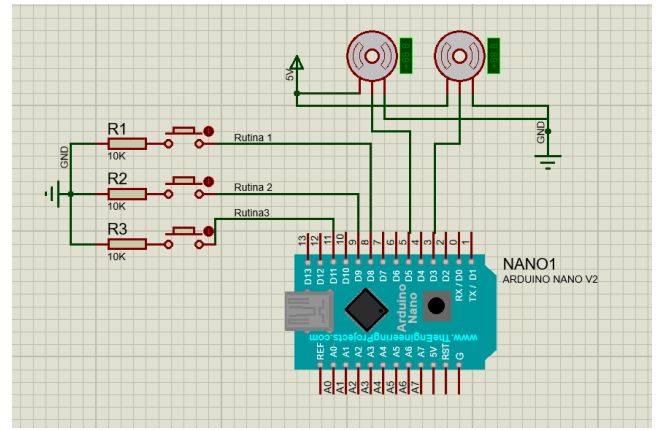 5V
GND
R1
10K
Rutina 1
GND
R2
10K
Rutina 2
R3
10K
Rutina3
13 12 11 10 9 8 7 6 5 4 3 2 0 1
D13 D12 D11 D10 D9 D8 D7 D6 D5 D4 D3 D2 RX / D0 TX / D1
NANO1
ARDUINO NANO V2
Arduino
Nano
www.TheEngineeringProjects.com
REF A0 A1 A2 A3 A4 A5 A6 A7 5V RST G
A0 A1 A2 A3 A4 A5 A6 A7